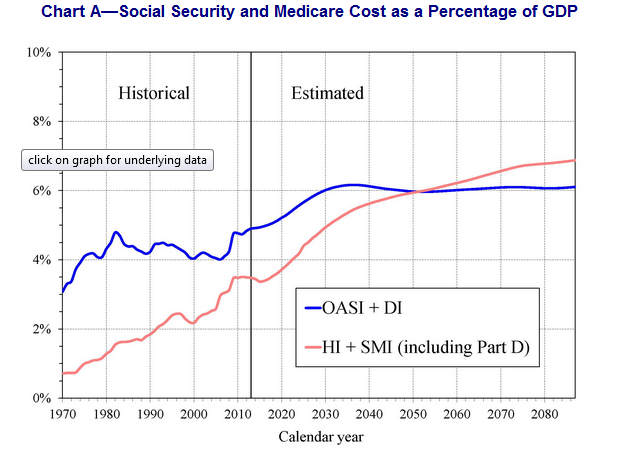 Chart A—Social Security and Medicare Cost as a Percentage of GDP
10%
Historical
Estimated
8%
click on graph for underlying data
6%
4%
OASI + DI
2%
HI + SMI (including Part D)
0%
1970 1980 1990 2000 2010 2020 2030 2040 2050 2060 2070 2080
Calendar year